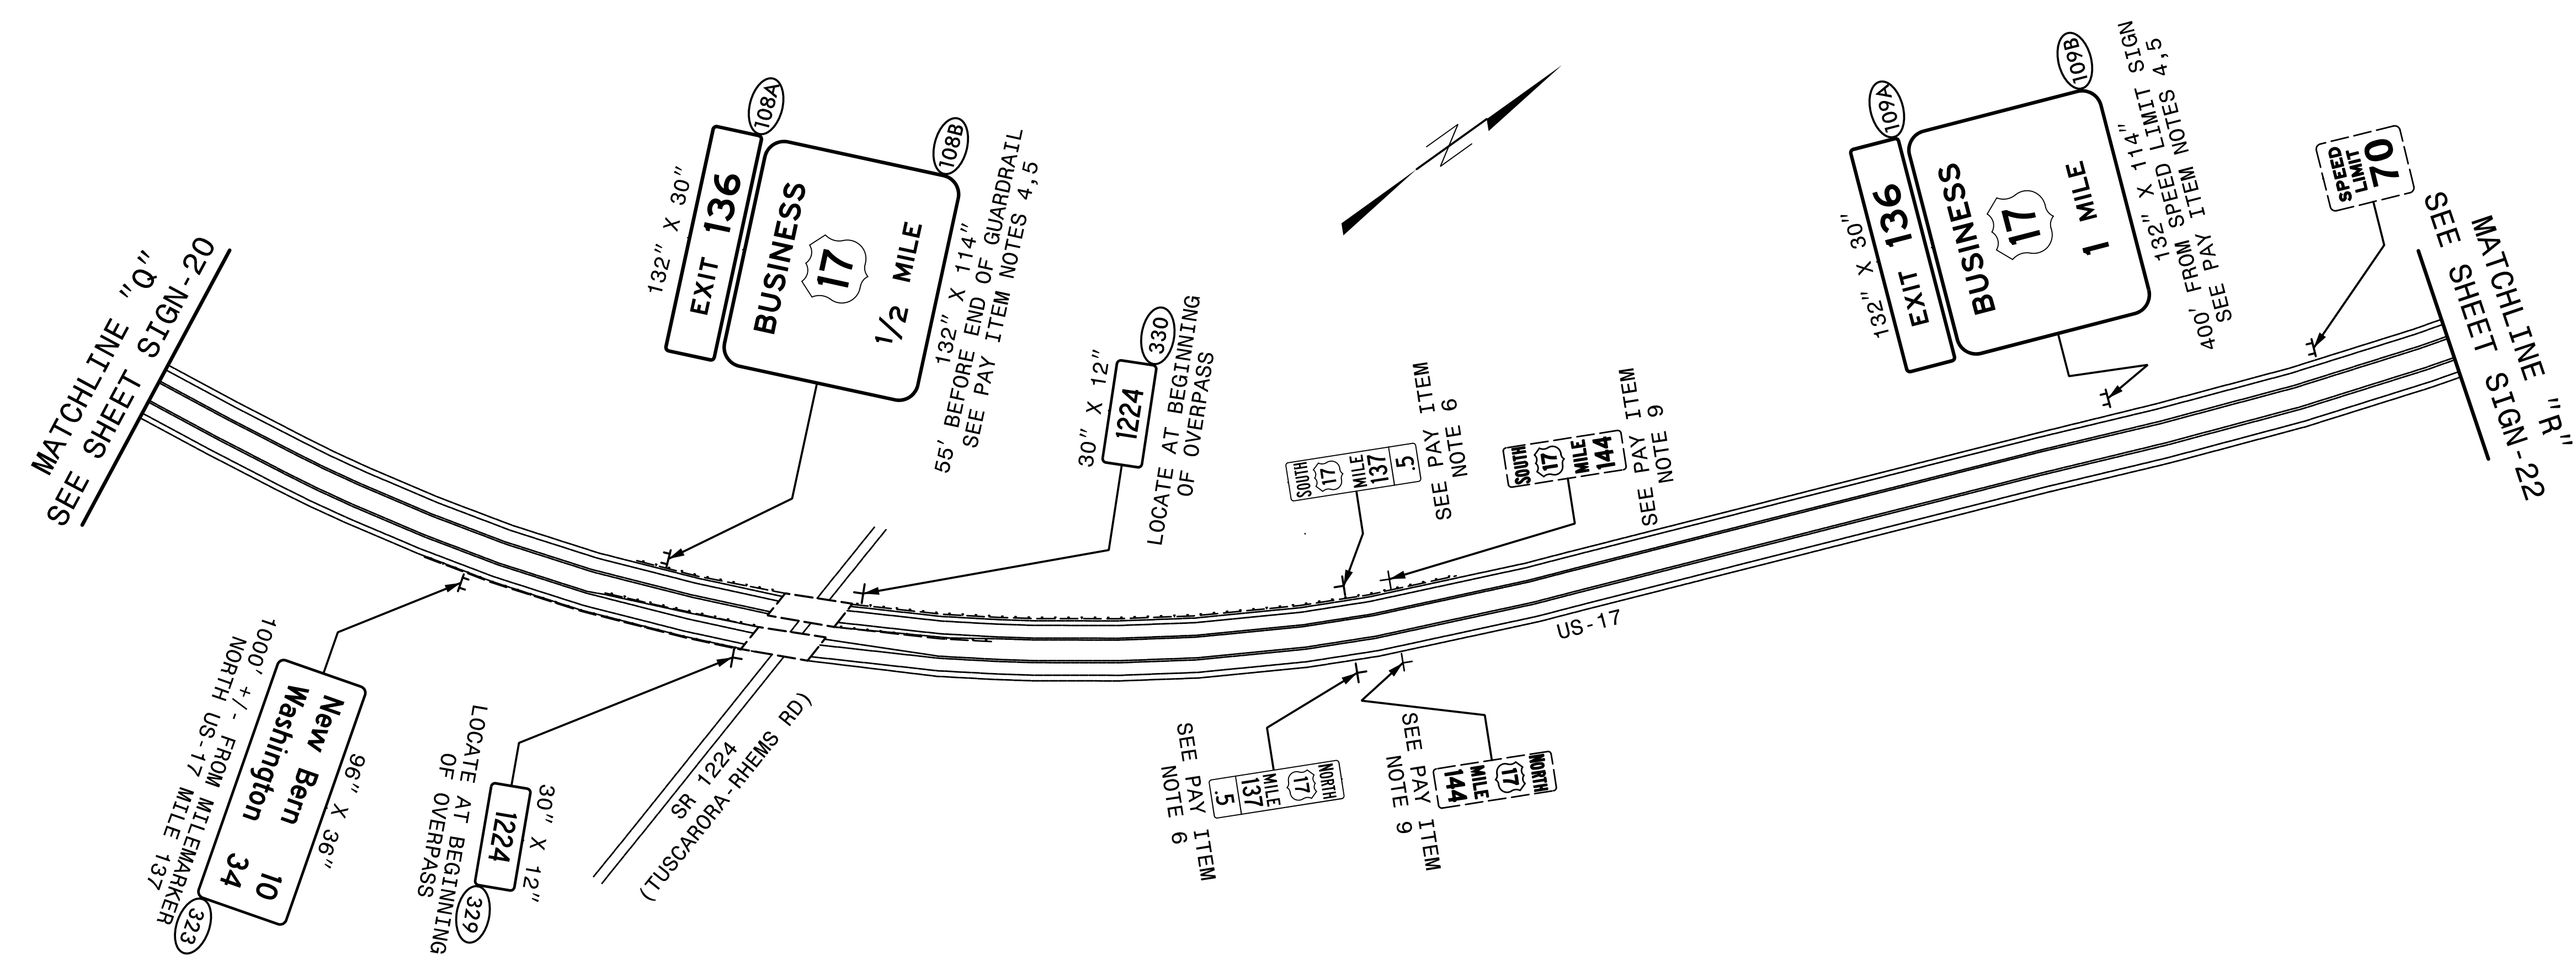 MATCHLINE "Q"
SEE SHEET SIGN-20
132" X 30"
EXIT 136
108A
BUSINESS
17
1/2 MILE
108B
132" X 114"
55' BEFORE END OF GUARDRAIL
SEE PAY ITEM NOTES 4,5
30" X 12"
1224
330
LOCATE AT BEGINNING
OF OVERPASS
SOUTH
17
MILE
137
.5
SEE PAY ITEM
NOTE 6
SOUTH
17
MILE
144
SEE PAY ITEM
NOTE 9
132" X 30"
EXIT 136
109A
BUSINESS
17
1 MILE
109B
132" X 114"
400' FROM SPEED LIMIT SIGN
SEE PAY ITEM NOTES 4,5
SPEED
LIMIT
70
MATCHLINE "R"
SEE SHEET SIGN-22
US-17
96" X 36"
New Bern 10
Washington 34
323
1000' +/- FROM MILEMARKER
NORTH US-17 MILE 137
30" X 12"
1224
329
LOCATE AT BEGINNING
OF OVERPASS
SR 1224
(TUSCARORA-RHEMS RD)
NORTH
17
MILE
137
.5
SEE PAY ITEM
NOTE 6
NORTH
17
MILE
144
SEE PAY ITEM
NOTE 9